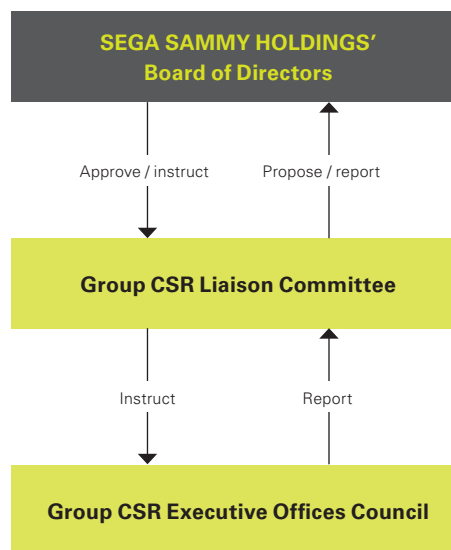 SEGA SAMMY HOLDINGS'
Board of Directors
Approve / instruct
Propose / report
Group CSR Liaison Committee
Instruct
Report
Group CSR Executive Offices Council